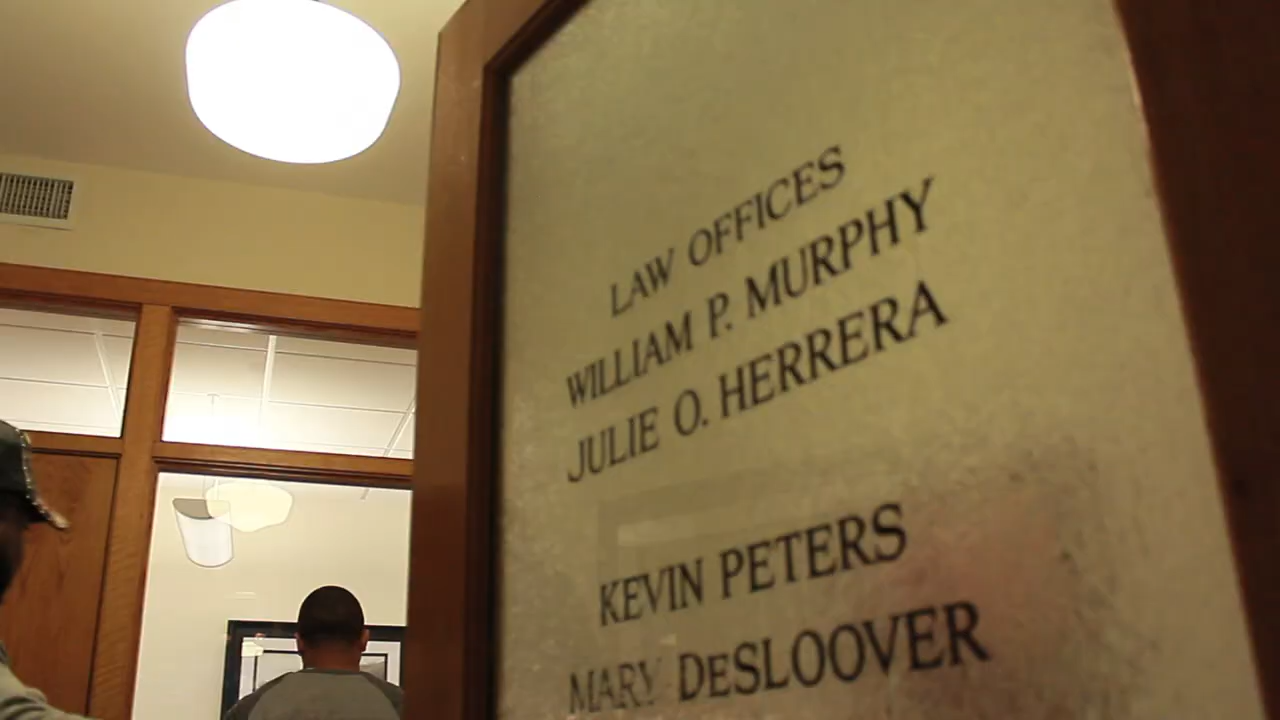 LAW OFFICES
WILLIAM P. MURPHY
JULIE O. HERRERA
KEVIN PETERS
MARY DeSLOOVER